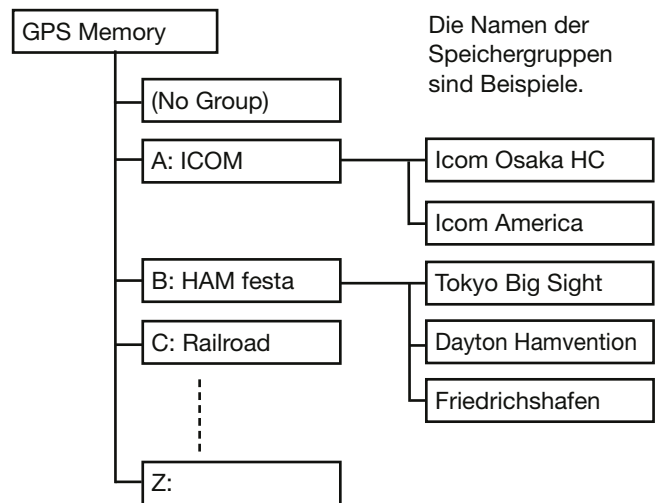 GPS Memory
Die Namen der
Speichergruppen
sind Beispiele.
(No Group)
A: ICOM
Icom Osaka HC
Icom America
B: HAM festa
Tokyo Big Sight
C: Railroad
Dayton Hamvention
Friedrichshafen
Z: